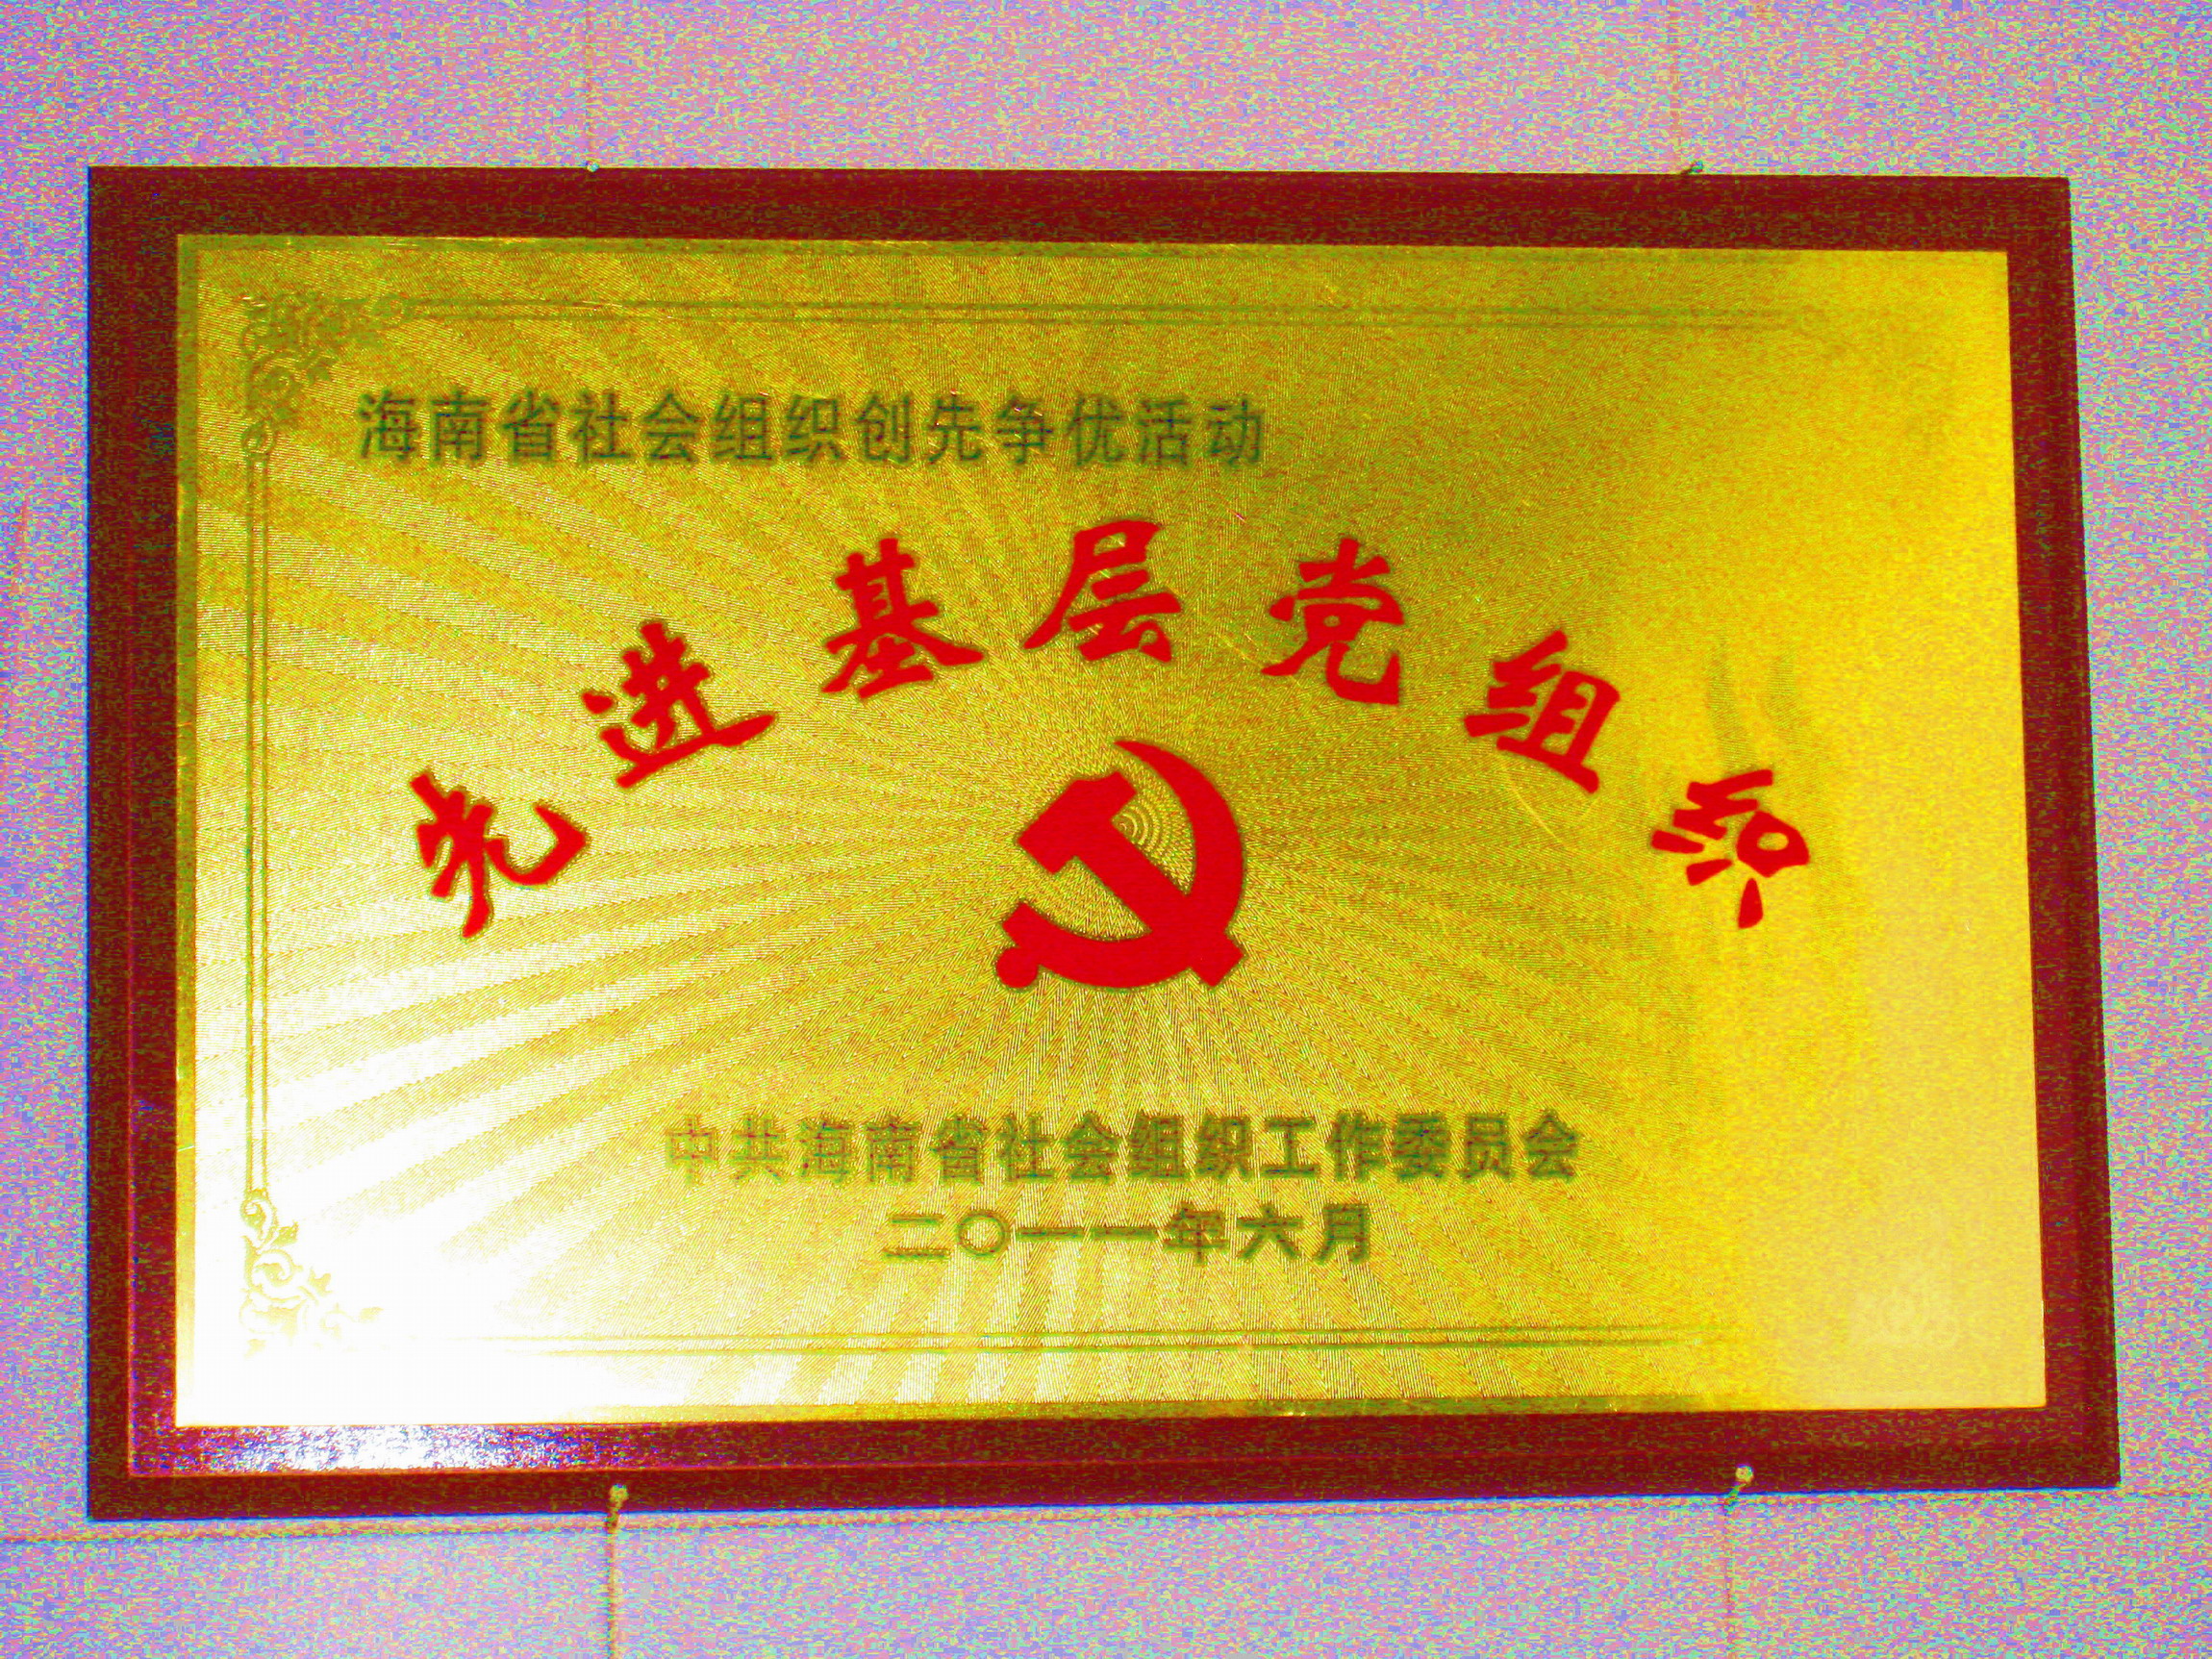 海南省社会组织创先争优活动
先进基层党组织
中共海南省社会组织工作委员会
二〇一一年六月